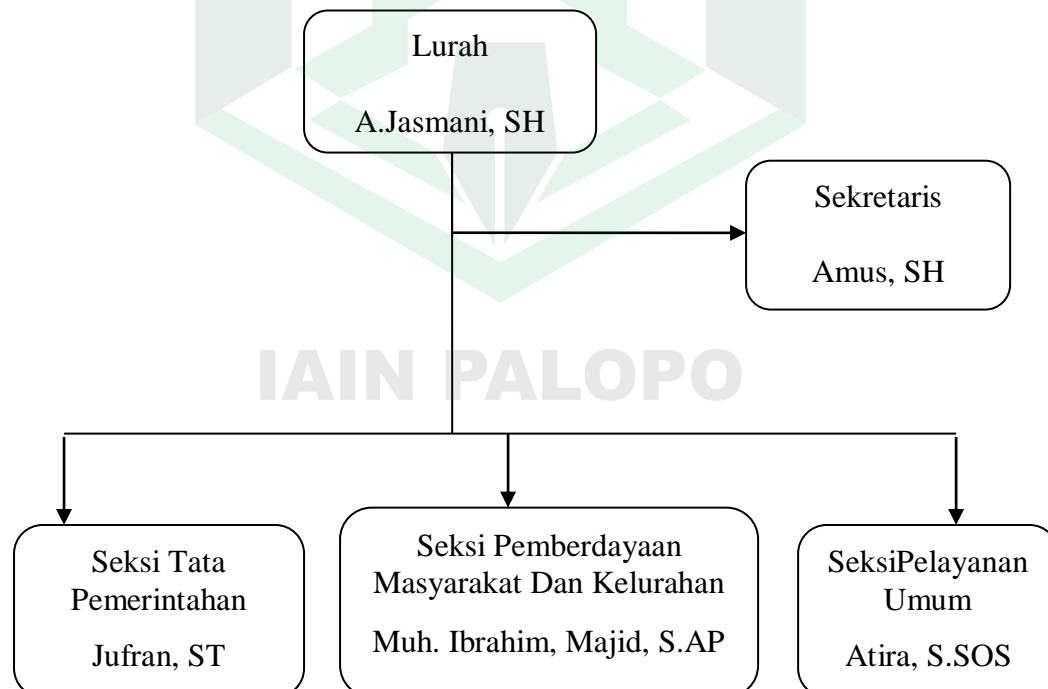 Lurah
A.Jasmani, SH
Sekretaris
Amus, SH
IAIN PALOPO
Seksi Tata
Pemerintahan
Jufran, ST
Seksi Pemberdayaan
Masyarakat Dan Kelurahan
Muh. Ibrahim, Majid, S.AP
SeksiPelayanan
Umum
Atira, S.SOS